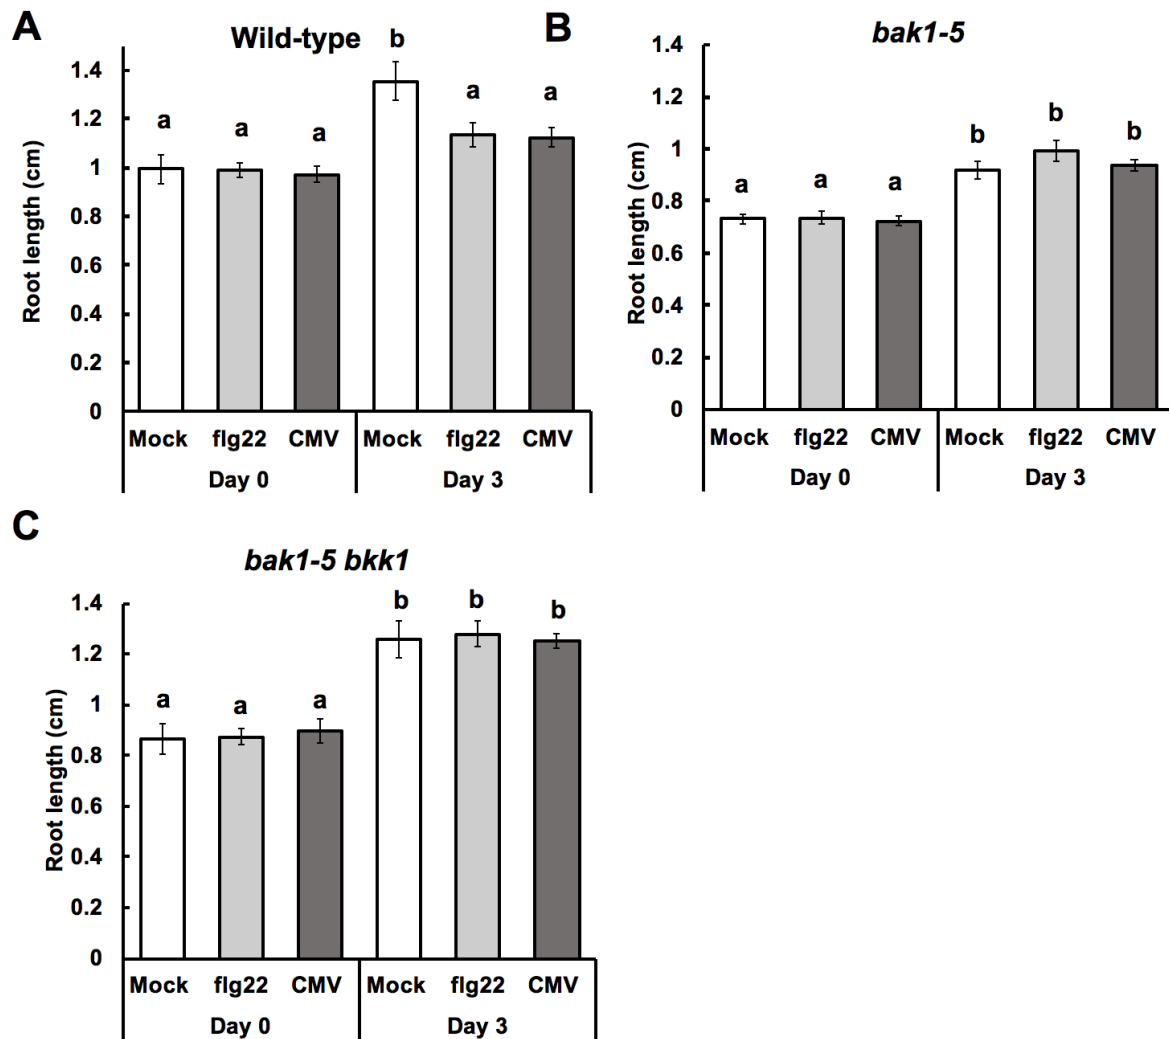 A
Wild-type
Root length (cm)
1.4
1.2
1
0.8
0.6
0.4
0.2
0
a
a
a
b
a
a
Mock flg22 CMV Mock flg22 CMV
Day 0 Day 3
B
bak1-5
Root length (cm)
1.4
1.2
1
0.8
0.6
0.4
0.2
0
a
a
a
b
b
b
Mock flg22 CMV Mock flg22 CMV
Day 0 Day 3
C
bak1-5 bkk1
Root length (cm)
1.4
1.2
1
0.8
0.6
0.4
0.2
0
a
a
a
b
b
b
Mock flg22 CMV Mock flg22 CMV
Day 0 Day 3